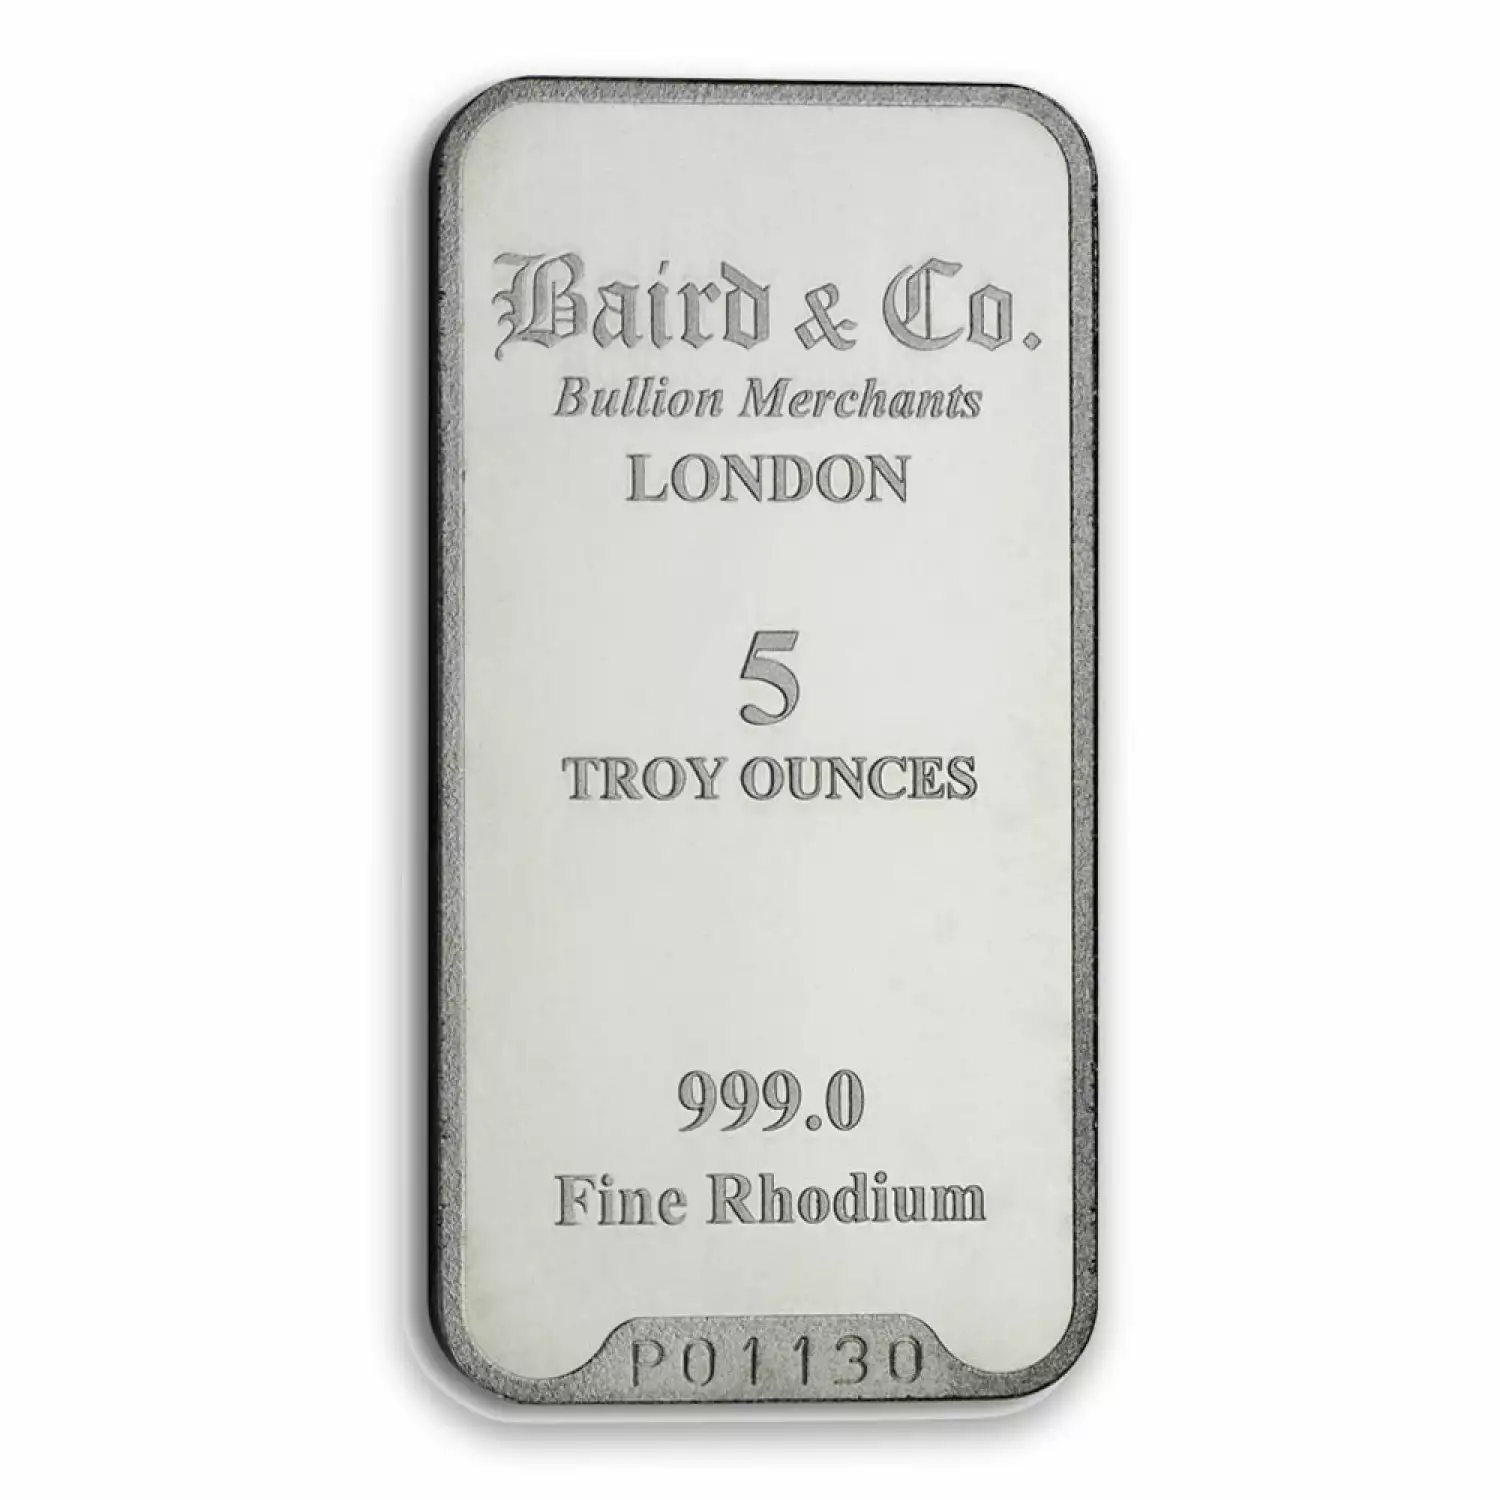 Baird & Co.
Bullion Merchants
LONDON
5
TROY OUNCES
999.0
Fine Rhodium
P01130